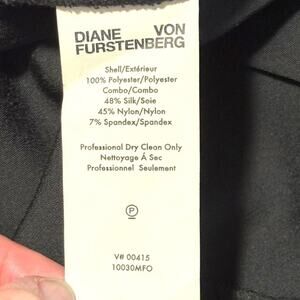 DIANE VON
FURSTENBERG
Shell/Extérieur
100% Polyester/Polyester
Combo/Combo
48% Silk/Soie
45% Nylon/Nylon
7% Spandex/Spandex
Professional Dry Clean Only
Nettoyage Á Sec
Professionnel Seulement
P
V# 00415
10030MFO